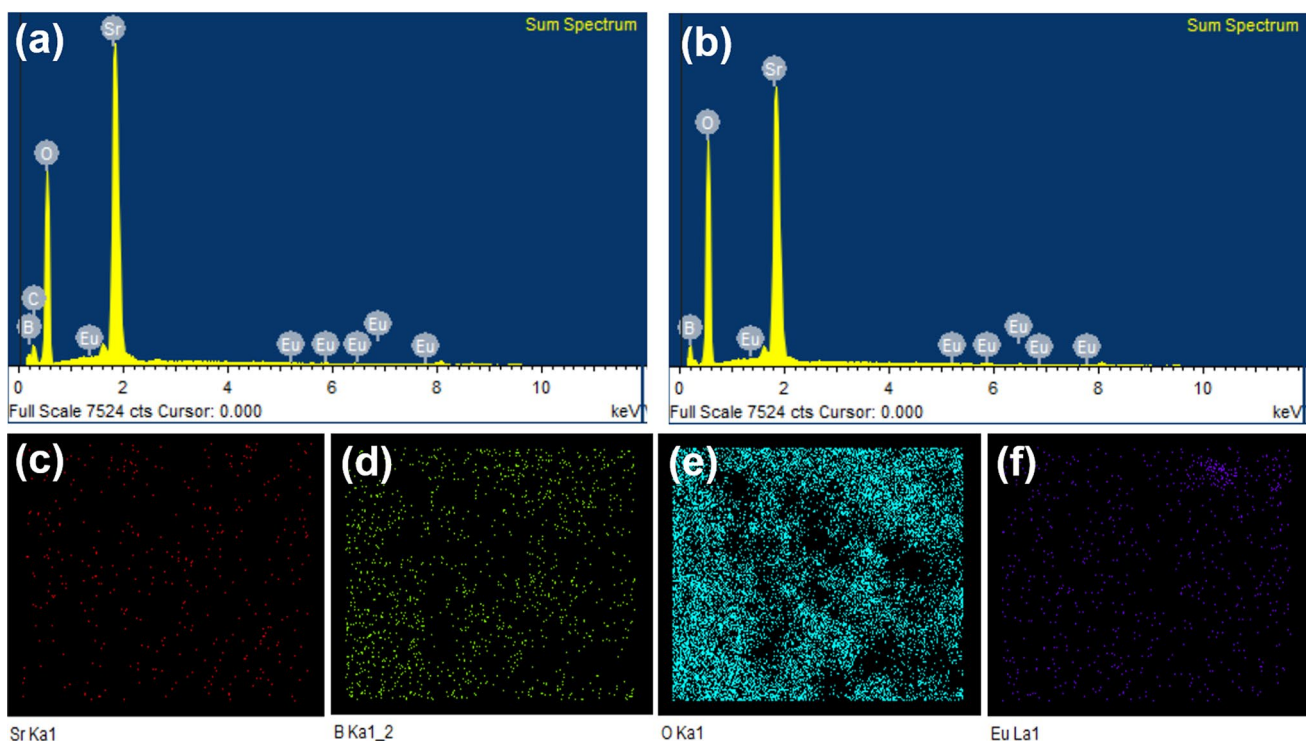 (a)
Sum Spectrum
Sr
O
C
B
Eu
Eu
Eu
Eu
Eu
Eu
0 2 4 6 8 10
Full Scale 7524 cts Cursor: 0.000
keV
(b)
Sum Spectrum
Sr
O
B
Eu
Eu
Eu
Eu
Eu
Eu
0 2 4 6 8 10
Full Scale 7524 cts Cursor: 0.000
keV
(c)
Sr Ka1
(d)
B Ka1_2
(e)
O Ka1
(f)
Eu La1